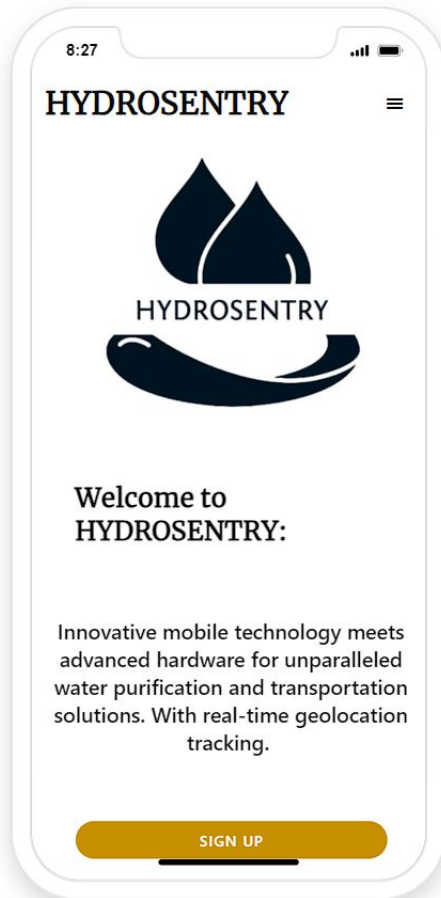 8:27
HYDROSENTRY
HYDROSENTRY
Welcome to
HYDROSENTRY:
Innovative mobile technology meets
advanced hardware for unparalleled
water purification and transportation
solutions. With real-time geolocation
tracking.
SIGN UP